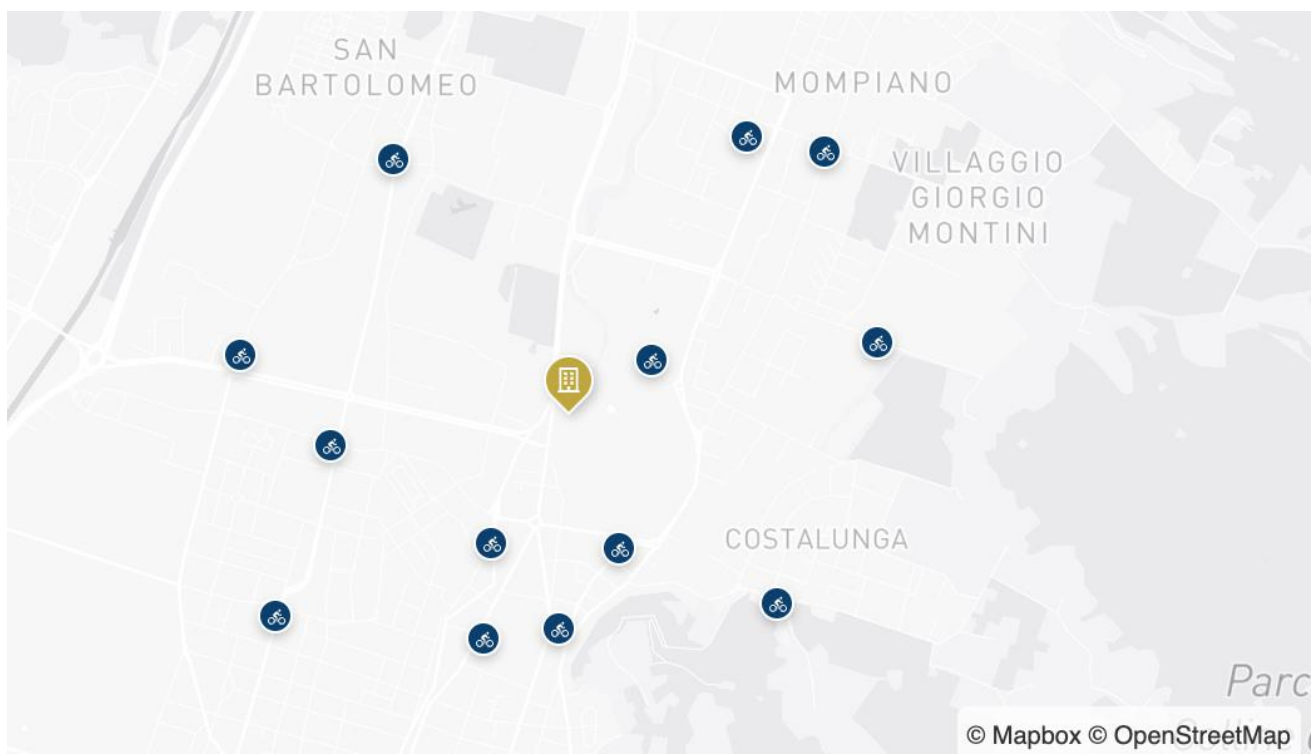 SAN
BARTOLOMEO
MOMPIANO
VILLAGGIO
GIORGIO
MONTINI
COSTALUNGA
Parc
© Mapbox © OpenStreetMap